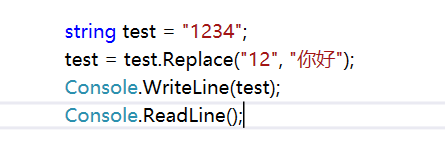 string test = "1234";
test = test.Replace("12", "你好");
Console.WriteLine(test);
Console.ReadLine();